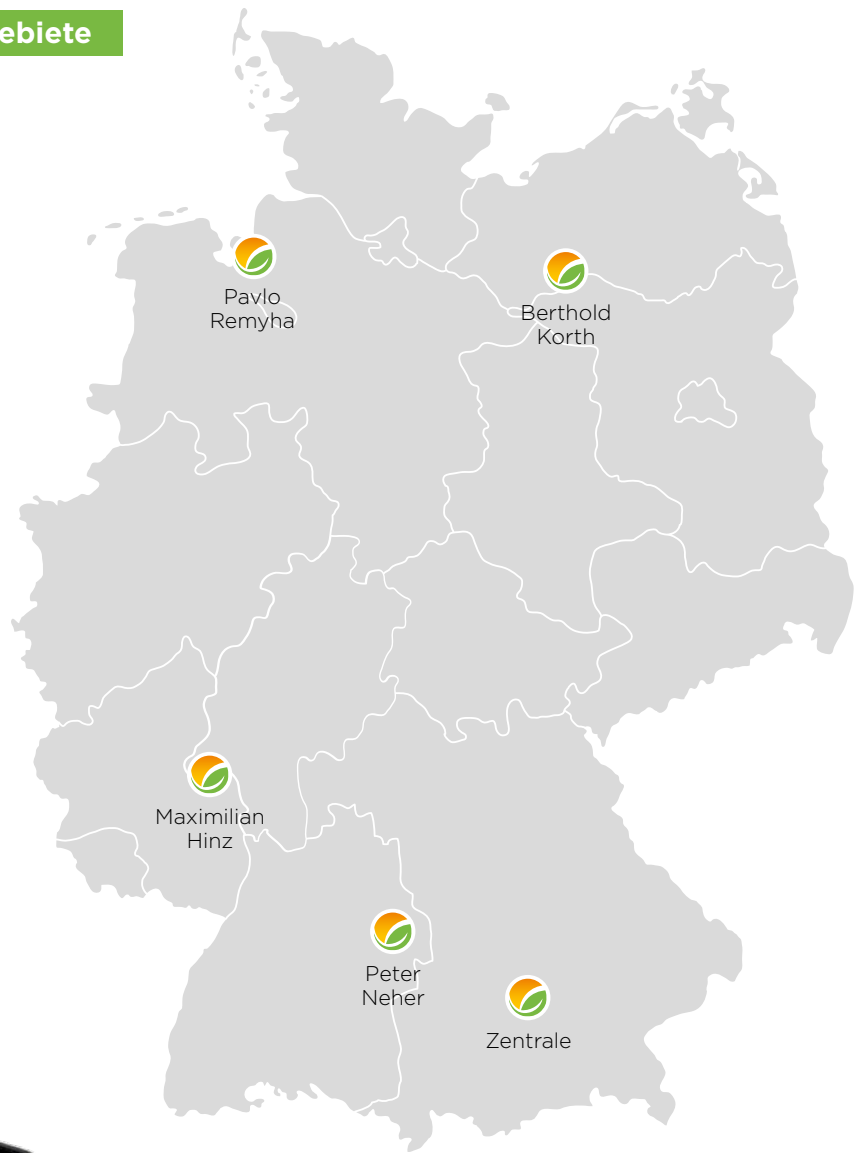 ebiete
Pavlo
Remyha
Berthold
Korth
Maximilian
Hinz
Peter
Neher
Zentrale